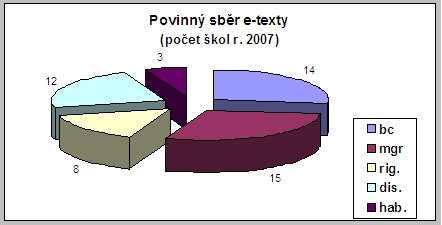 Povinný sběr e-texty
(počet škol r. 2007)
3
12
14
8
15
bc
mgr
rig.
dis.
hab.